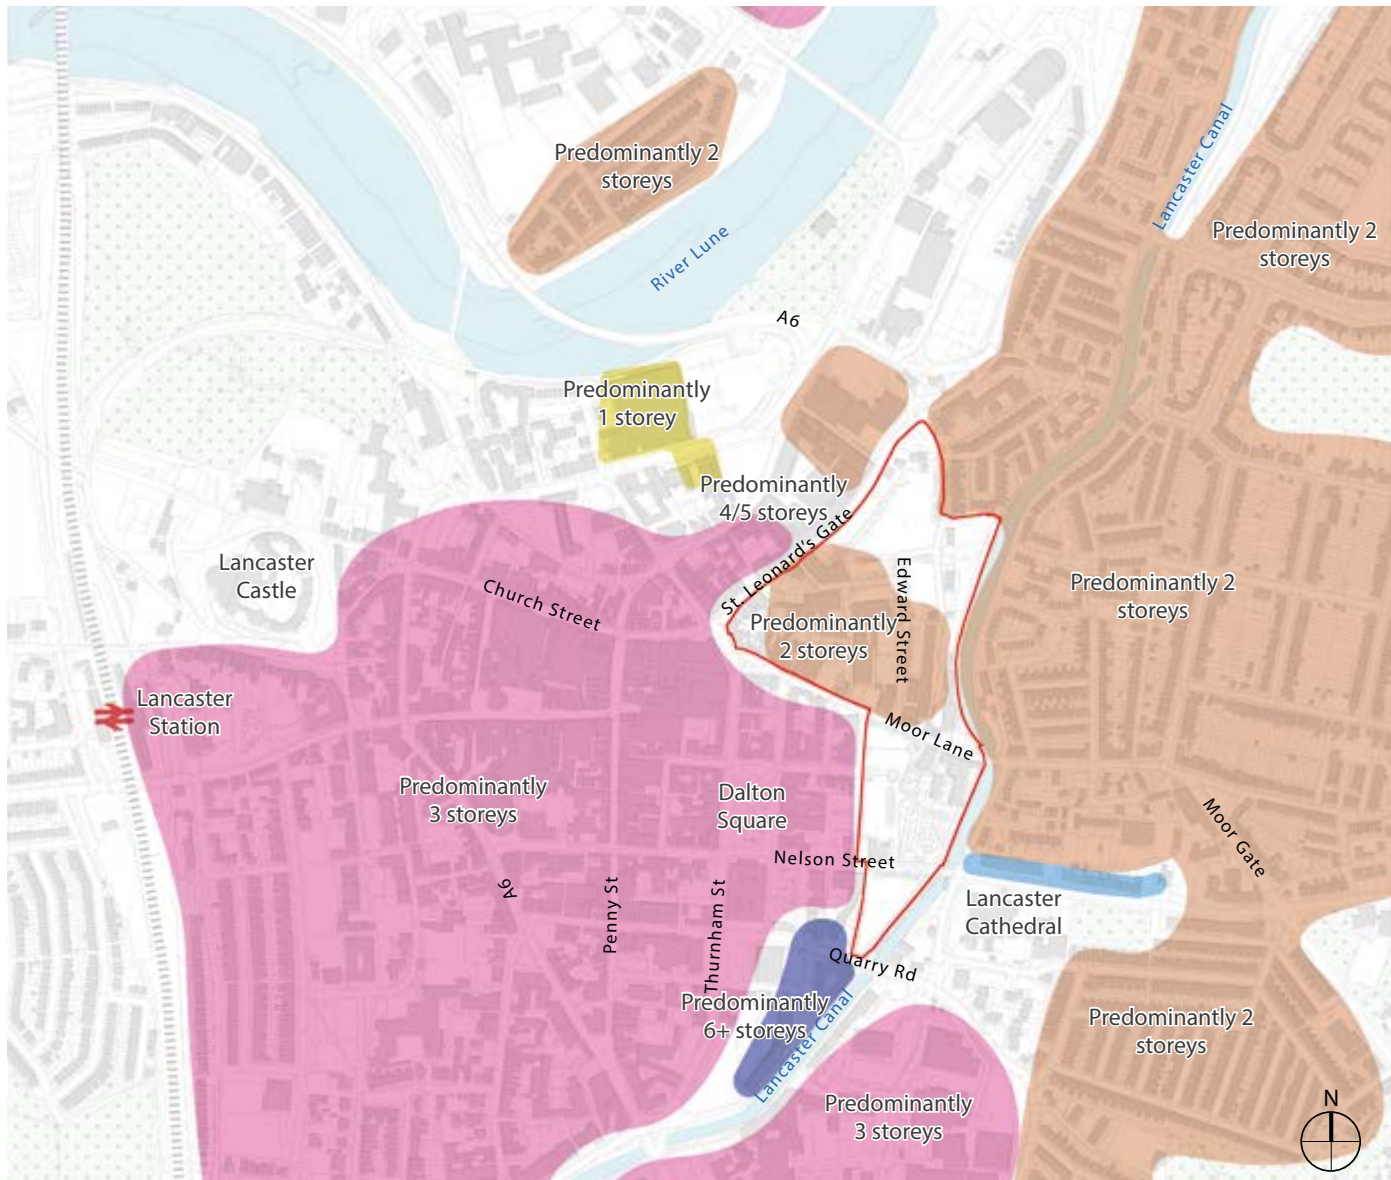 Lancaster Canal
Predominantly 2
storeys
Predominantly 2
storeys
River Lune
A6
Predominantly
1 storey
Predominantly
4/5 storeys
St. Leonard's Gate
Lancaster
Castle
Church Street
Edward Street
Predominantly 2
storeys
Predominantly
2 storeys
Lancaster
Station
Moor Lane
Predominantly
3 storeys
Dalton
Square
Moor Gate
Nelson Street
A6
Penny St
Thurnham St
Lancaster
Cathedral
Quarry Rd
Predominantly
6+ storeys
Lancaster Canal
Predominantly 2
storeys
Predominantly
3 storeys
N